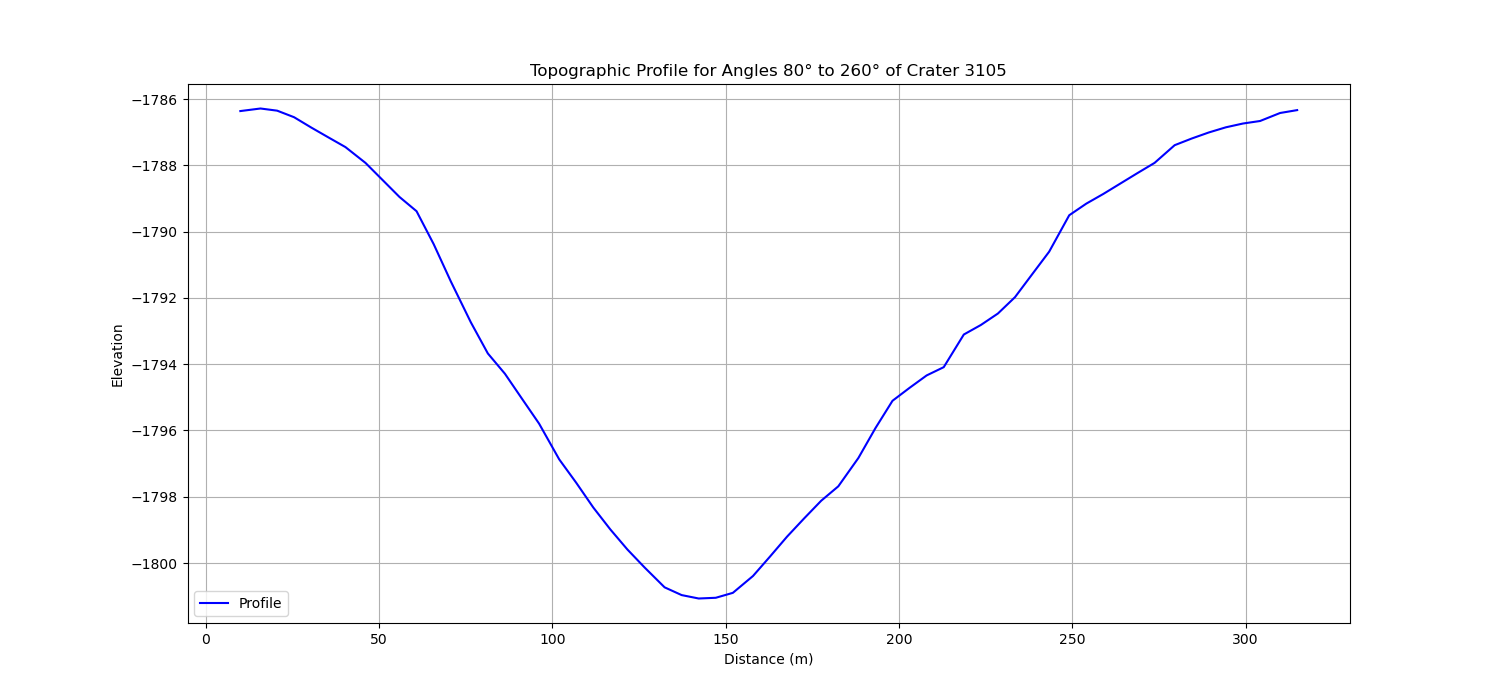 Topographic Profile for Angles 80° to 260° of Crater 3105
−1786
−1788
−1790
−1792
−1794
−1796
−1798
−1800
Elevation
Profile
0 50 100 150 200 250 300
Distance (m)